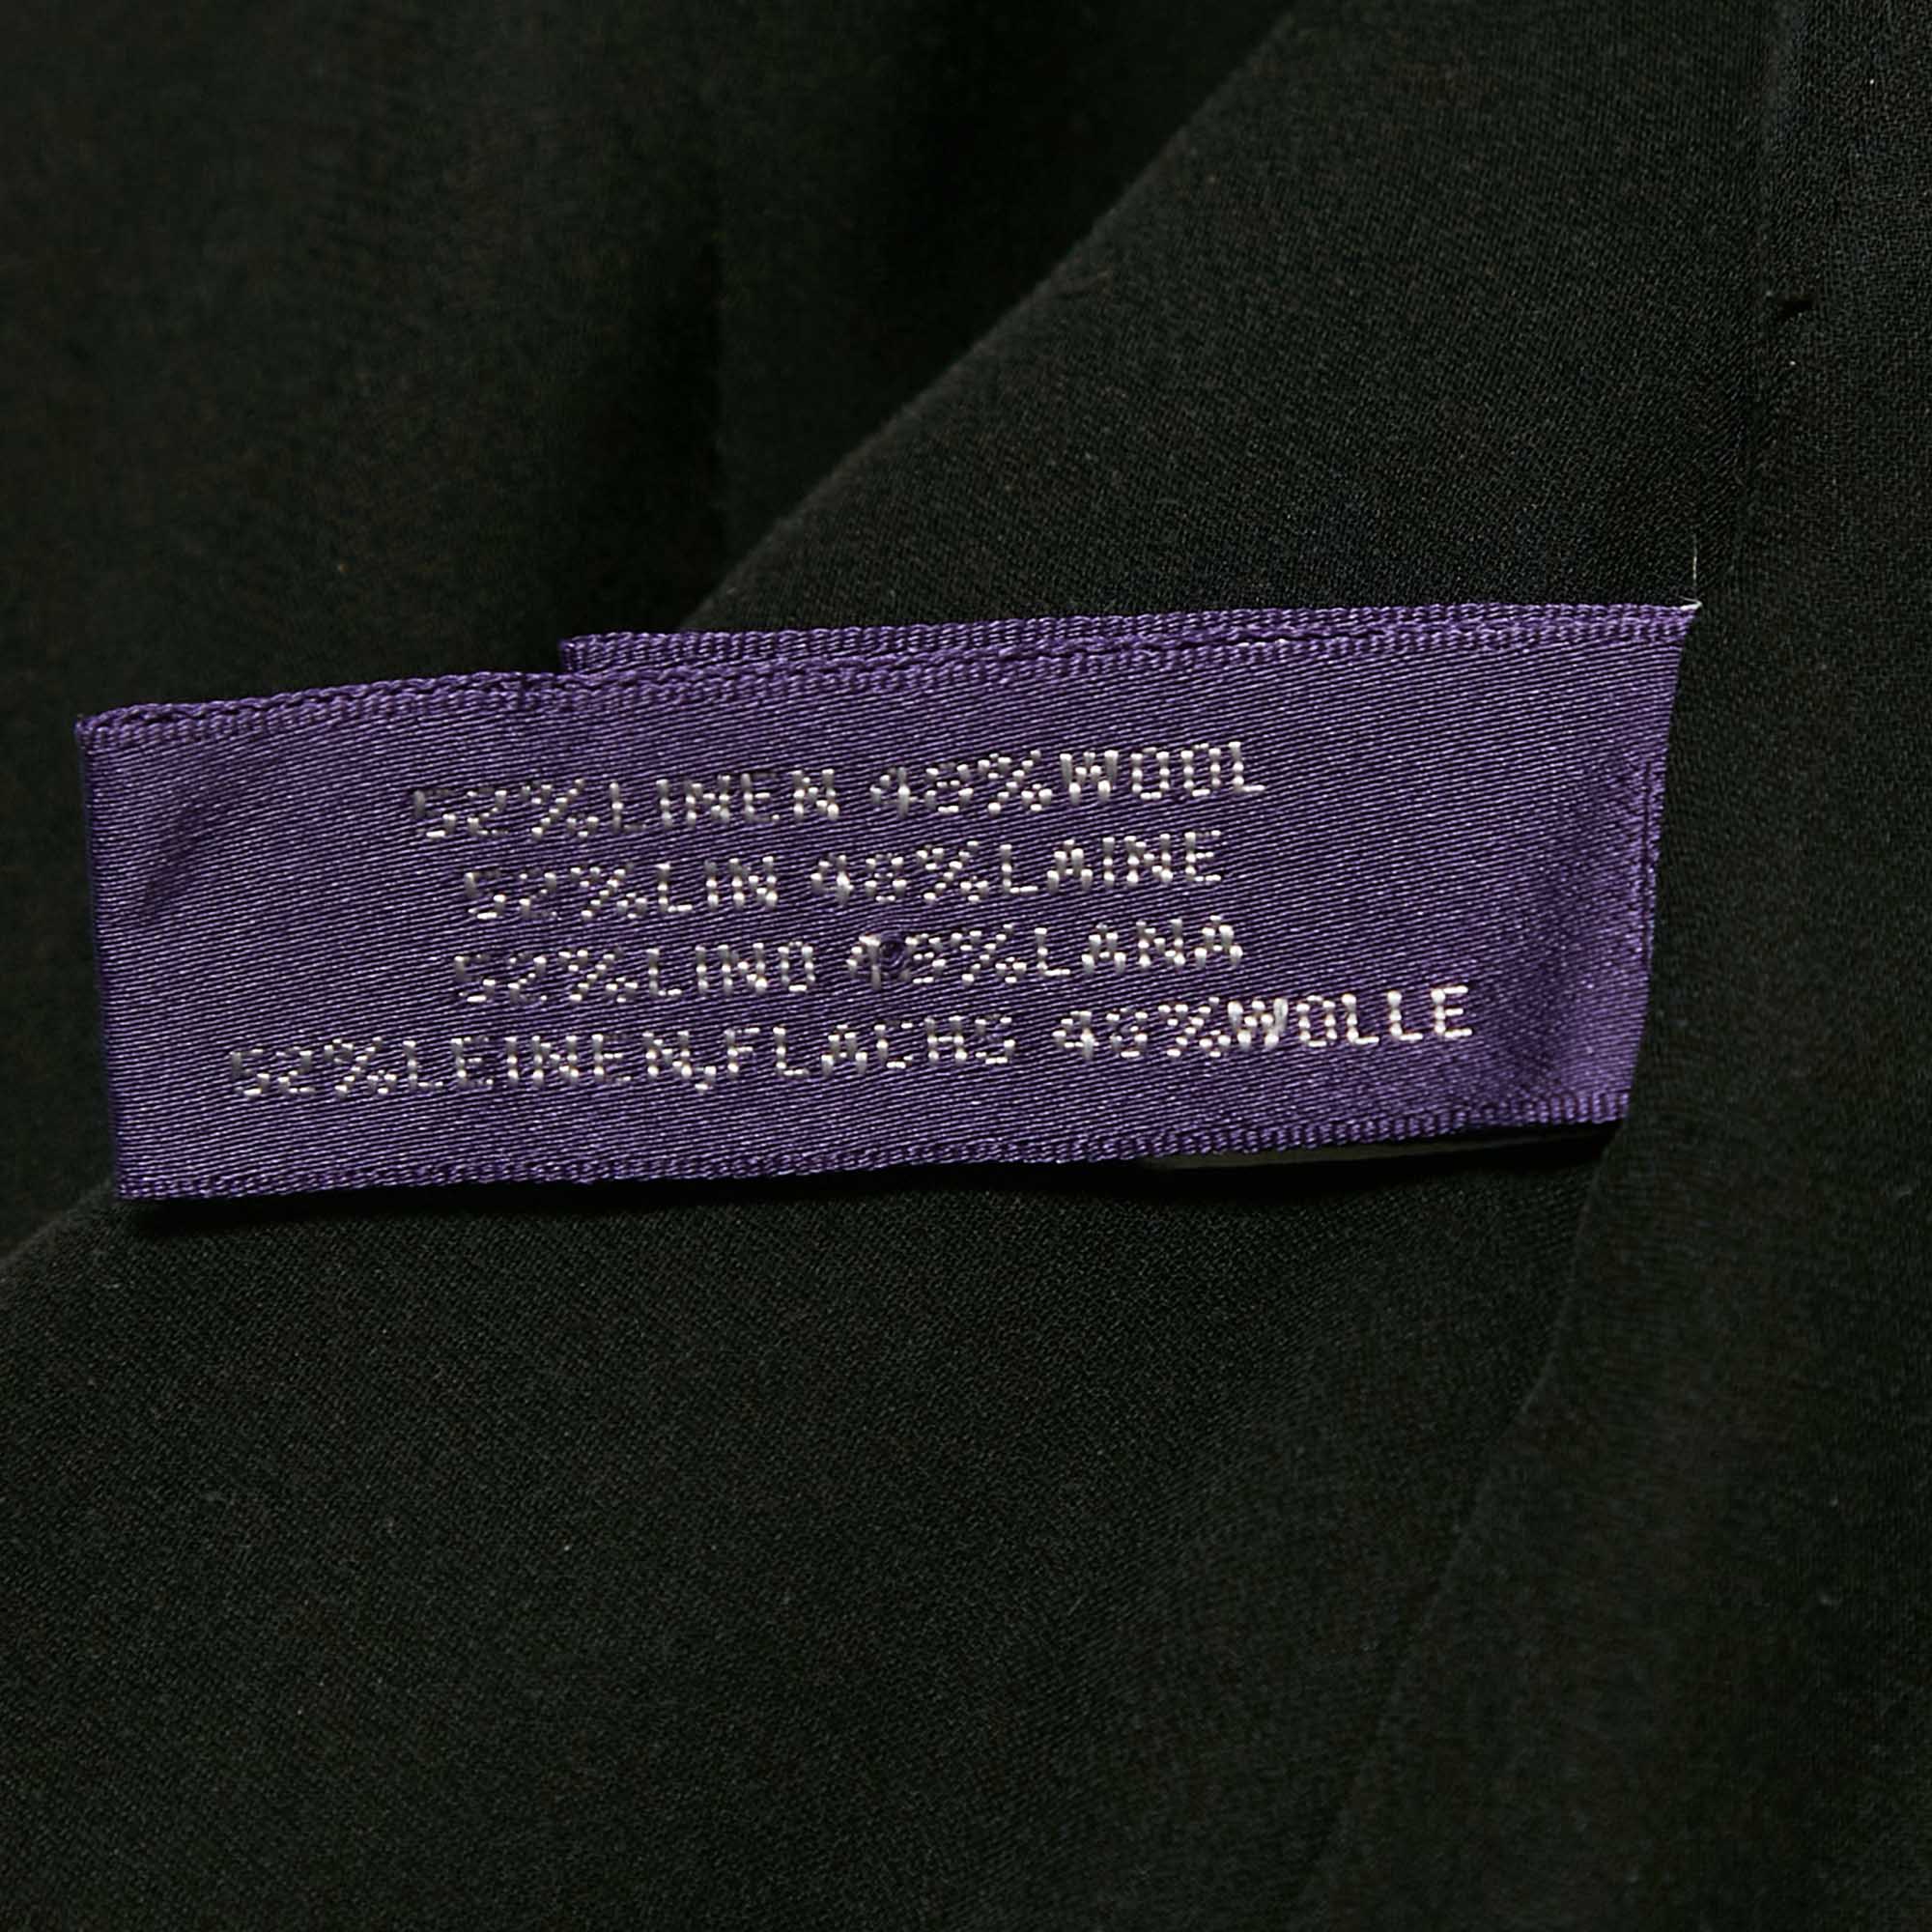 52%LINEN 48%WOOL
52%LIN 48%LAINE
52%LINO 48%LANA
52%LEINEN,FLACHS 48%WOLLE